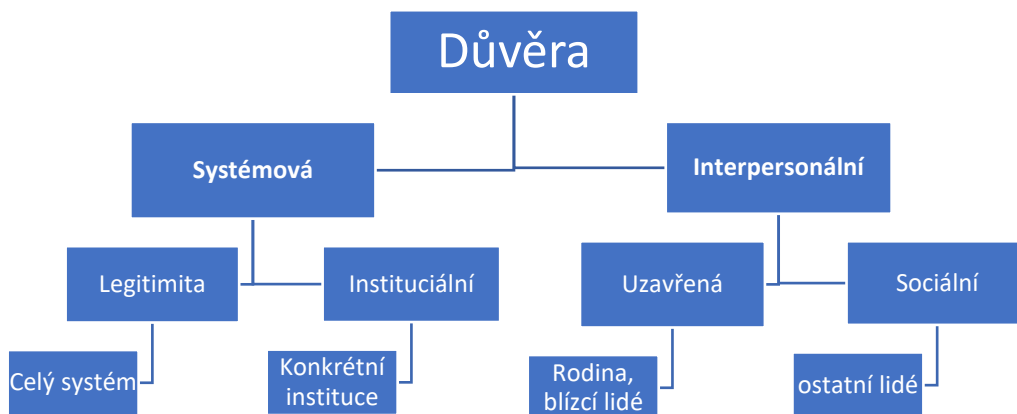 Důvěra
Systémová
Interpersonální
Legitimita
Instituciální
Uzavřená
Sociální
Celý systém
Konkrétní
instituce
Rodina,
blízcí lidé
ostatní lidé